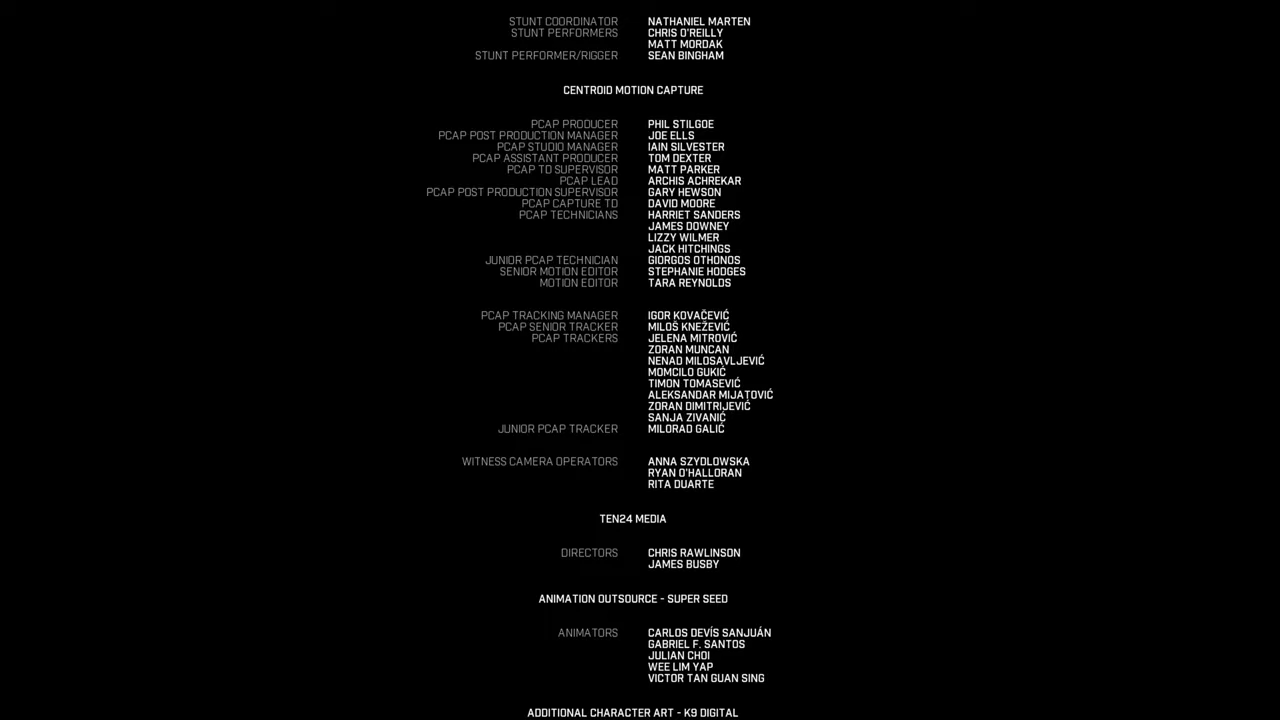 STUNT COORDINATOR NATHANIEL MARTEN
STUNT PERFORMERS CHRIS O'REILLY
MATT MORDAK
STUNT PERFORMER/RIGGER SEAN BINGHAM
CENTROID MOTION CAPTURE
PCAP PRODUCER PHIL STILGOE
PCAP POST PRODUCTION MANAGER JOE ELLS
PCAP STUDIO MANAGER IAIN SILVESTER
PCAP ASSISTANT PRODUCER TOM DEXTER
PCAP TD SUPERVISOR MATT PARKER
PCAP LEAD ARCHIS ACHREKAR
PCAP POST PRODUCTION SUPERVISOR GARY HEWSON
PCAP CAPTURE TD DAVID MOORE
PCAP TECHNICIANS HARRIET SANDERS
JAMES DOWNEY
LIZZY WILMER
JACK HITCHINGS
JUNIOR PCAP TECHNICIAN GIORGOS OTHONOS
SENIOR MOTION EDITOR STEPHANIE HODGES
MOTION EDITOR TARA REYNOLDS
PCAP TRACKING MANAGER IGOR KOVAČEVIĆ
PCAP SENIOR TRACKER MILOŠ KNEŽEVIĆ
PCAP TRACKERS JELENA MITROVIĆ
ZORAN MUNCAN
NENAD MILOSAVLJEVIĆ
MOMCILO GUKIĆ
TIMON TOMASEVIĆ
ALEKSANDAR MIJATOVIĆ
ZORAN DIMITRIJEVIĆ
SANJA ZIVANIĆ
JUNIOR PCAP TRACKER MILORAD GALIĆ
WITNESS CAMERA OPERATORS ANNA SZYDLOWSKA
RYAN O'HALLORAN
RITA DUARTE
TEN24 MEDIA
DIRECTORS CHRIS RAWLINSON
JAMES BUSBY
ANIMATION OUTSOURCE - SUPER SEED
ANIMATORS CARLOS DEVÍS SANJUÁN
GABRIEL F. SANTOS
JULIAN CHOI
WEE LIM YAP
VICTOR TAN GUAN SING
ADDITIONAL CHARACTER ART - K9 DIGITAL